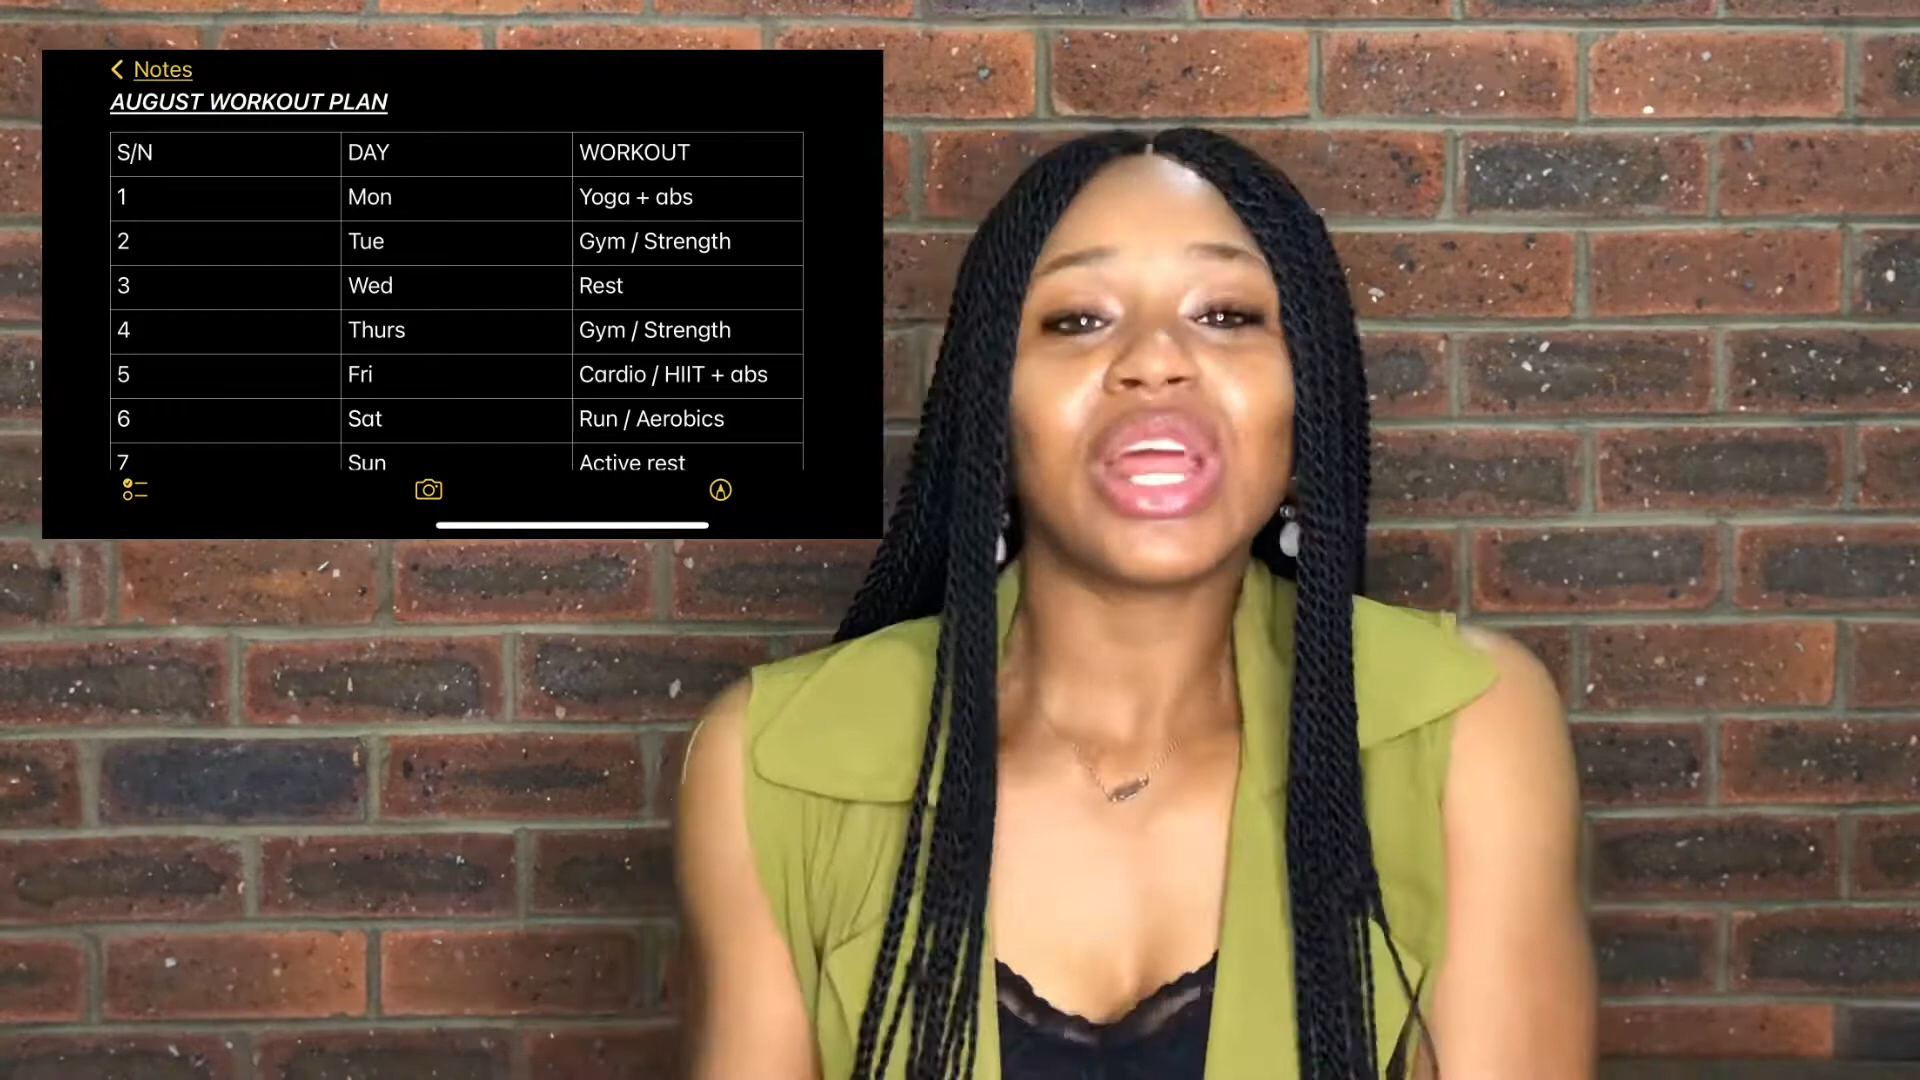 Notes
AUGUST WORKOUT PLAN
S/N DAY WORKOUT
1 Mon Yoga + abs
2 Tue Gym / Strength
3 Wed Rest
4 Thurs Gym / Strength
5 Fri Cardio / HIIT + abs
6 Sat Run / Aerobics
7 Sun Active rest